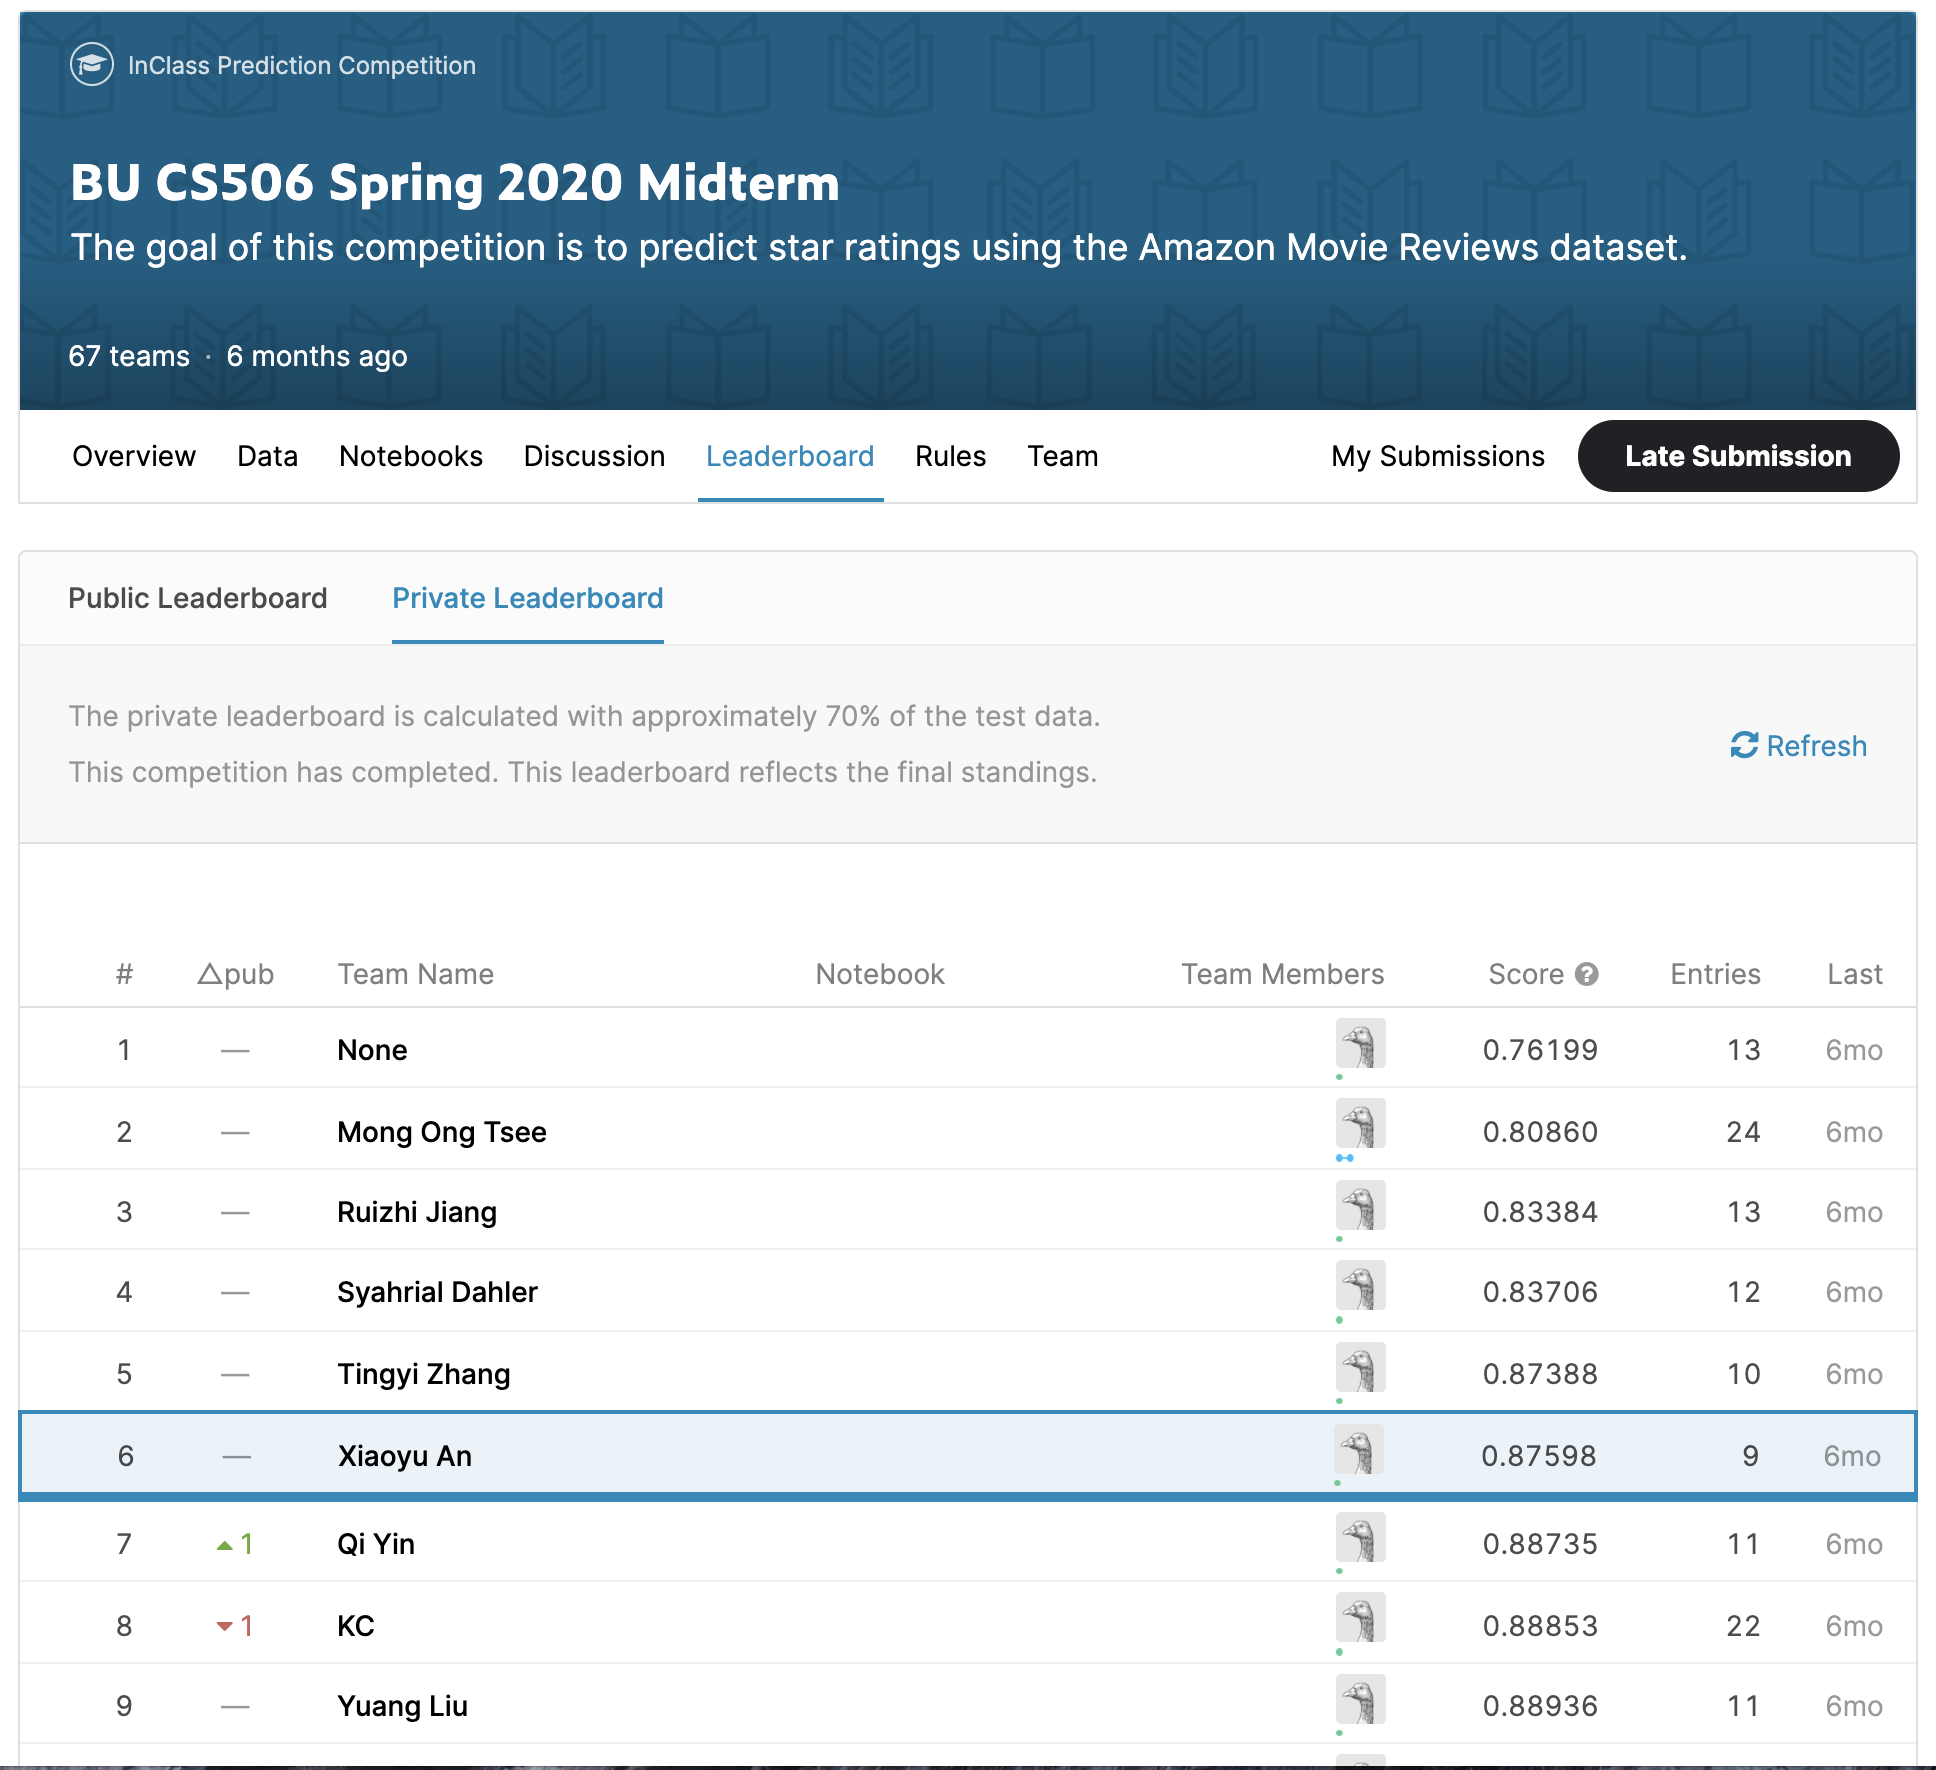 InClass Prediction Competition
BU CS506 Spring 2020 Midterm
The goal of this competition is to predict star ratings using the Amazon Movie Reviews dataset.
67 teams · 6 months ago
Overview Data Notebooks Discussion Leaderboard Rules Team My Submissions Late Submission
Public Leaderboard Private Leaderboard
The private leaderboard is calculated with approximately 70% of the test data.
This competition has completed. This leaderboard reflects the final standings.
Refresh
# △pub Team Name Notebook Team Members Score ? Entries Last
1 — None 0.76199 13 6mo
2 — Mong Ong Tsee 0.80860 24 6mo
3 — Ruizhi Jiang 0.83384 13 6mo
4 — Syahrial Dahler 0.83706 12 6mo
5 — Tingyi Zhang 0.87388 10 6mo
6 — Xiaoyu An 0.87598 9 6mo
7 ▲1 Qi Yin 0.88735 11 6mo
8 ▼1 KC 0.88853 22 6mo
9 — Yuang Liu 0.88936 11 6mo